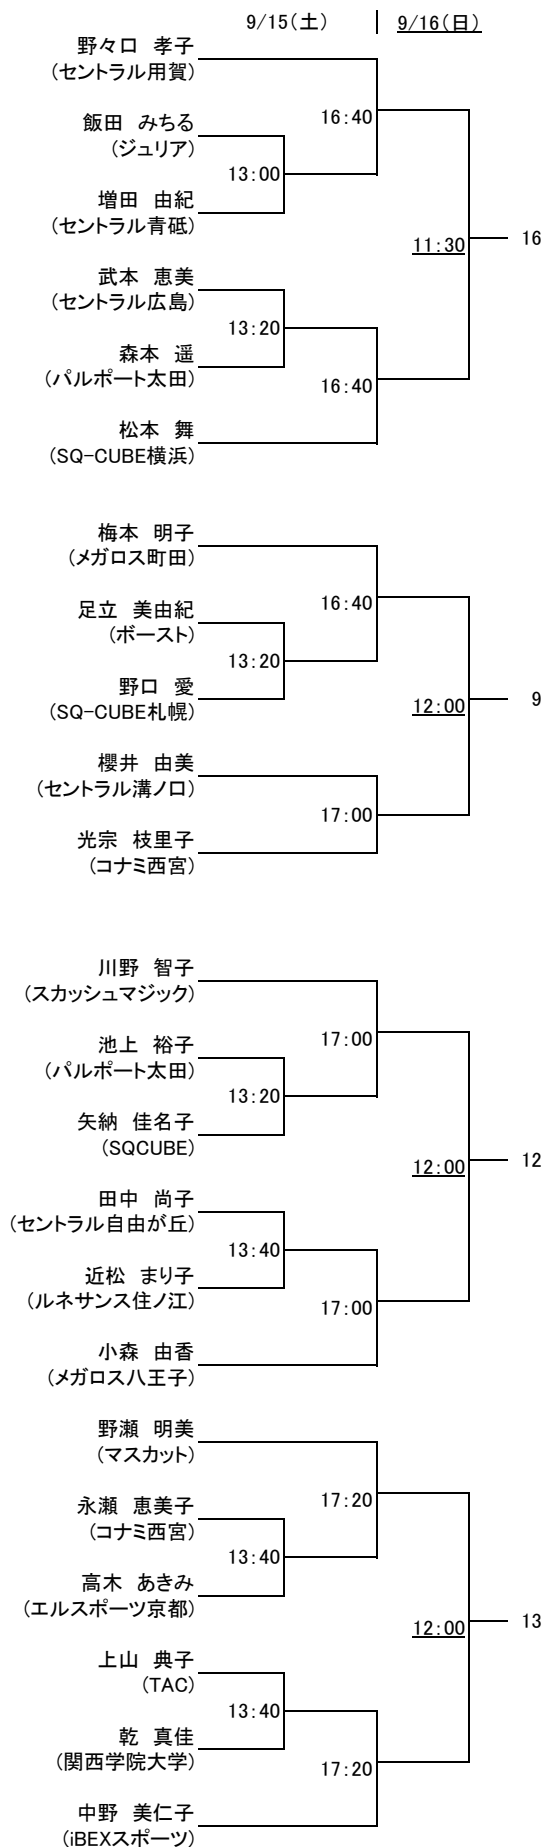 9/15(土) 9/16(日)
野々口 孝子
(セントラル用賀)
16:40
飯田 みちる
(ジュリア)
13:00
増田 由紀
(セントラル青砥)
11:30 16
武本 恵美
(セントラル広島)
13:20
森本 遥
(パルポート太田)
16:40
松本 舞
(SQ-CUBE横浜)
梅本 明子
(メガロス町田)
16:40
足立 美由紀
(ボースト)
13:20
野口 愛
(SQ-CUBE札幌)
12:00 9
櫻井 由美
(セントラル溝ノ口)
17:00
光宗 枝里子
(コナミ西宮)
川野 智子
(スカッシュマジック)
17:00
池上 裕子
(パルポート太田)
13:20
矢納 佳名子
(SQCUBE)
12:00 12
田中 尚子
(セントラル自由が丘)
13:40
近松 まり子
(ルネサンス住ノ江)
17:00
小森 由香
(メガロス八王子)
野瀬 明美
(マスカット)
17:20
永瀬 恵美子
(コナミ西宮)
13:40
高木 あきみ
(エルスポーツ京都)
12:00 13
上山 典子
(TAC)
13:40
乾 真佳
(関西学院大学)
17:20
中野 美仁子
(iBEXスポーツ)